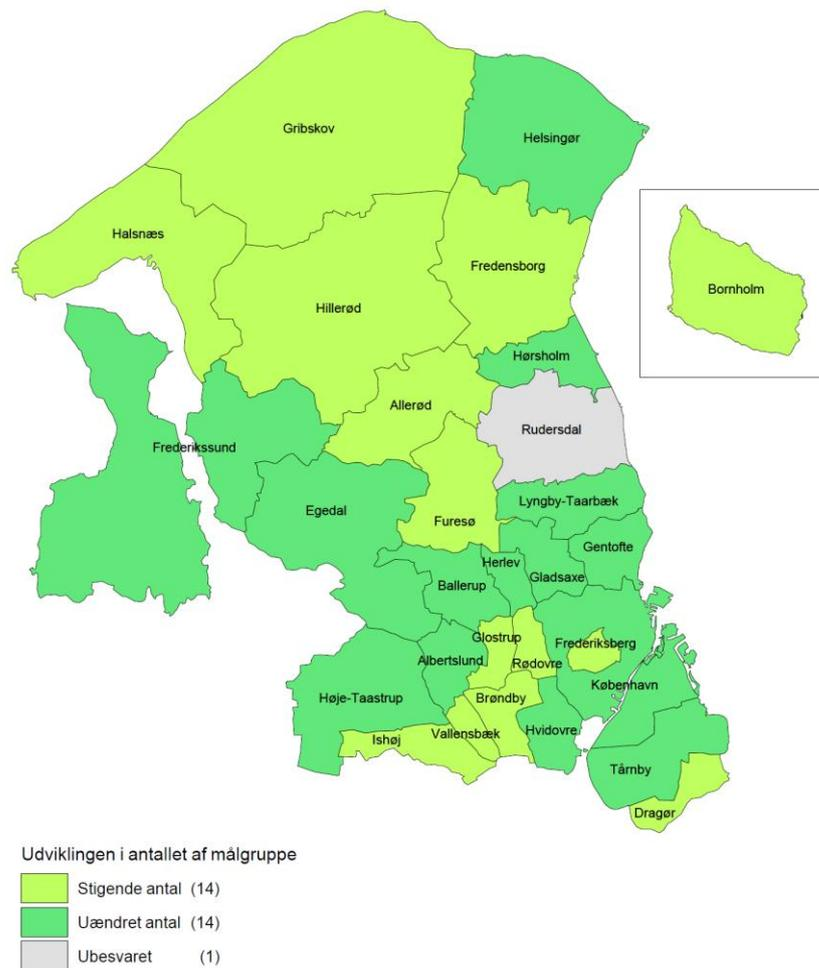 Gribskov
Helsingør
Halsnæs
Fredensborg
Bornholm
Hillerød
Hørsholm
Allerød
Rudersdal
Frederikssund
Egedal
Lyngby-Taarbæk
Furesø
Gentofte
Herlev
Gladsaxe
Ballerup
Glostrup
Frederiksberg
Albertslund
Rødovre
København
Høje-Taastrup
Brøndby
Vallensbæk
Hvidovre
Ishøj
Tårnby
Dragør
Udviklingen i antallet af målgruppe
Stigende antal (14)
Uændret antal (14)
Ubesvaret (1)